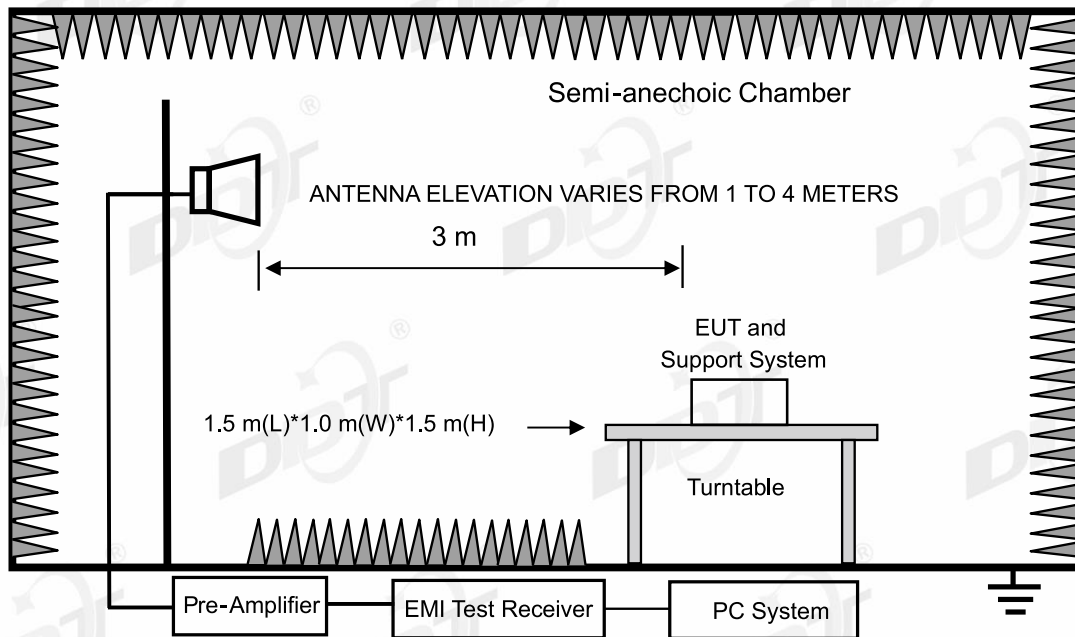 Semi-anechoic Chamber
ANTENNA ELEVATION VARIES FROM 1 TO 4 METERS
3 m
EUT and
Support System
1.5 m(L)*1.0 m(W)*1.5 m(H)
Turntable
Pre-Amplifier
EMI Test Receiver
PC System
DDT®